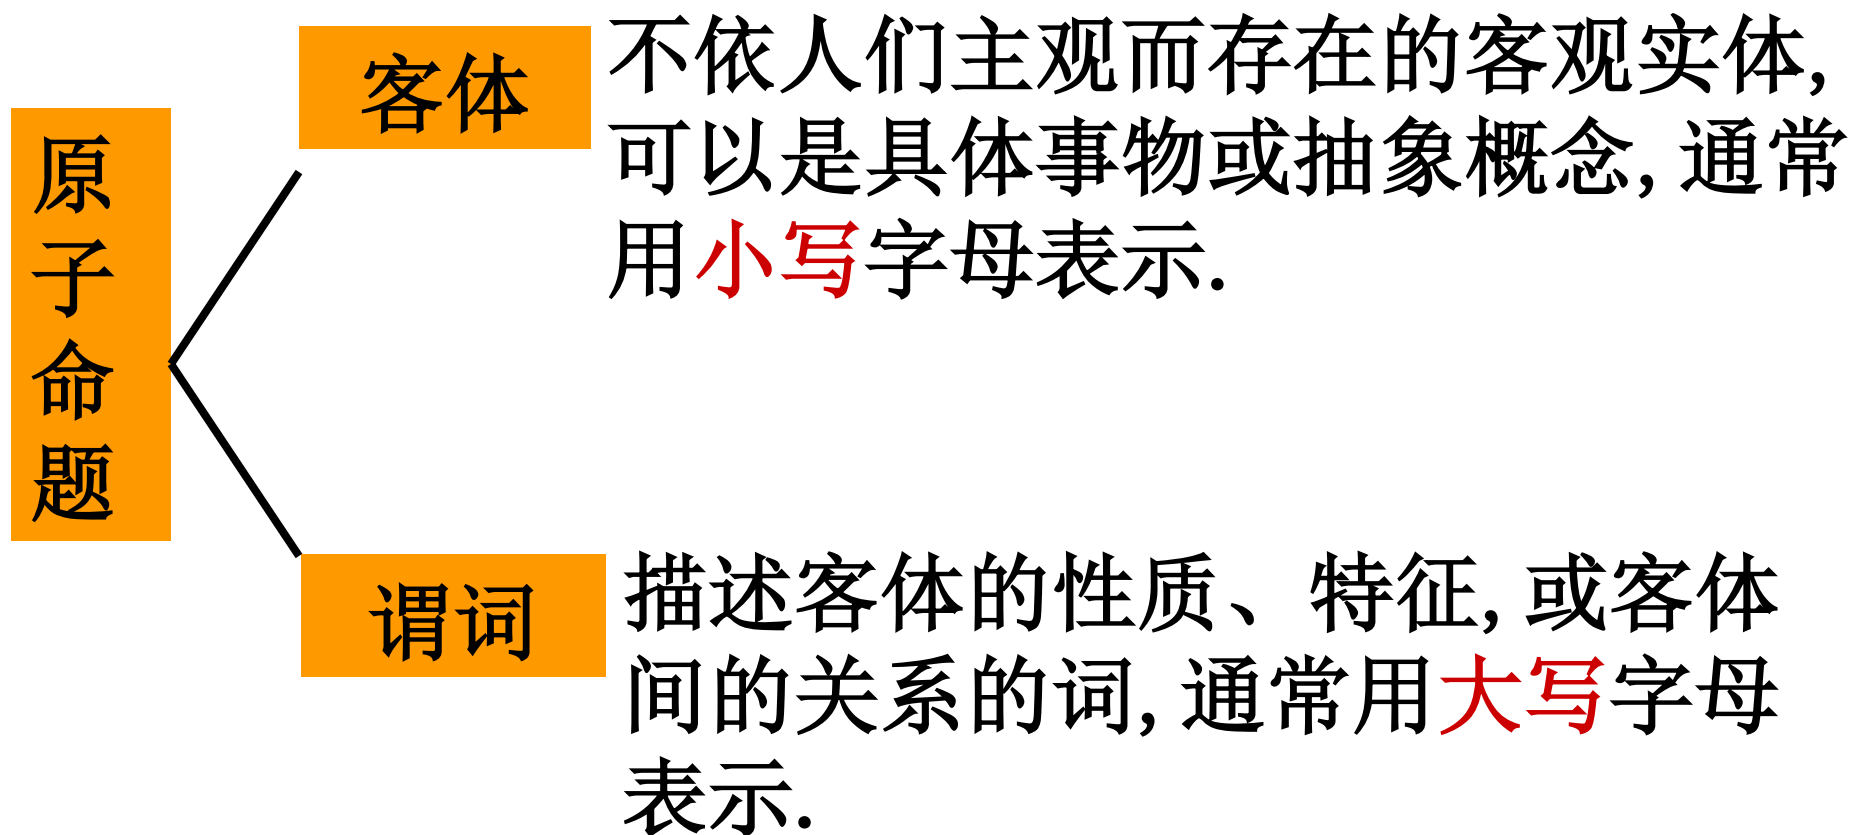 原子命题
客体
不依人们主观而存在的客观实体,
可以是具体事物或抽象概念,通常
用小写字母表示.
谓词
描述客体的性质、特征,或客体
间的关系的词,通常用大写字母
表示.